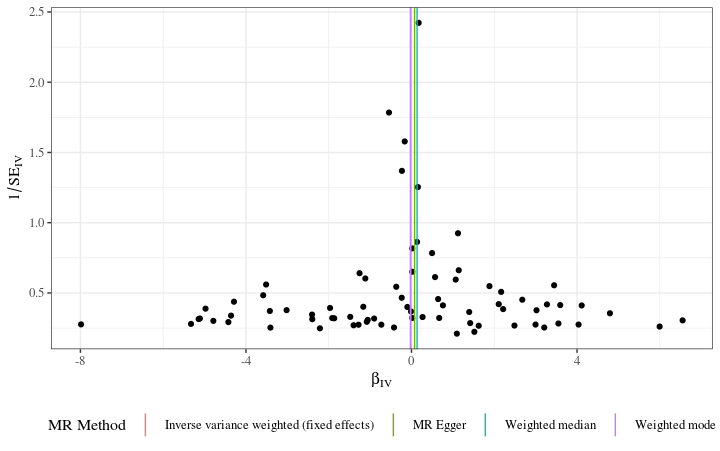 2.5
2.0
1.5
1.0
0.5
1/SE_IV
-8
-4
0
4
β_IV
MR Method
Inverse variance weighted (fixed effects)
MR Egger
Weighted median
Weighted mode